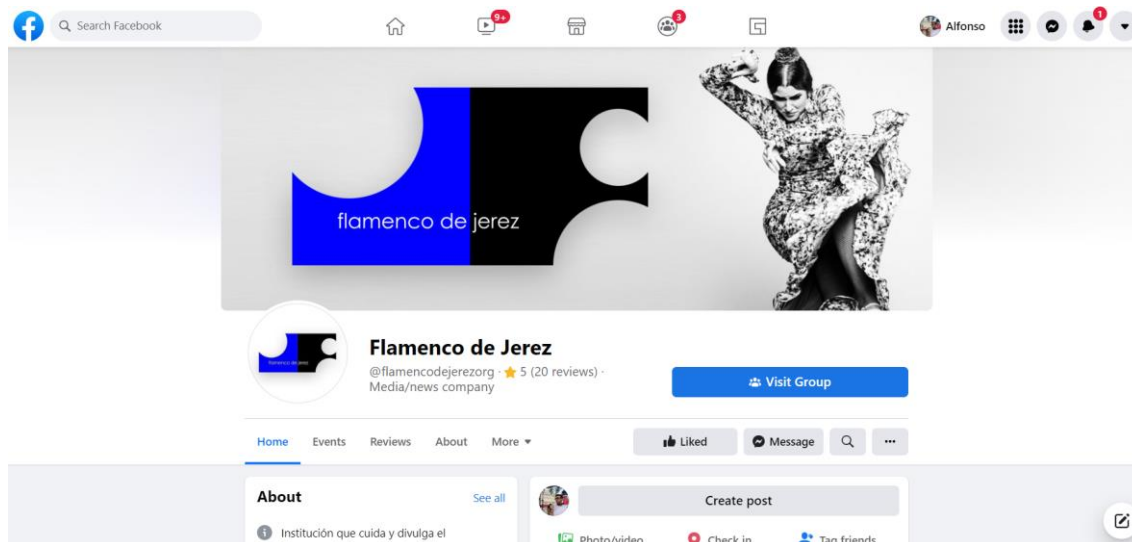 Search Facebook
9+
3
Alfonso
1
flamenco de jerez
flamenco de jerez
Flamenco de Jerez
@flamencodejerezorg · 5 (20 reviews) ·
Media/news company
Visit Group
Home Events Reviews About More
Liked Message
About See all
Create post
Institución que cuida y divulga el
Photo/video Check in Tag friends